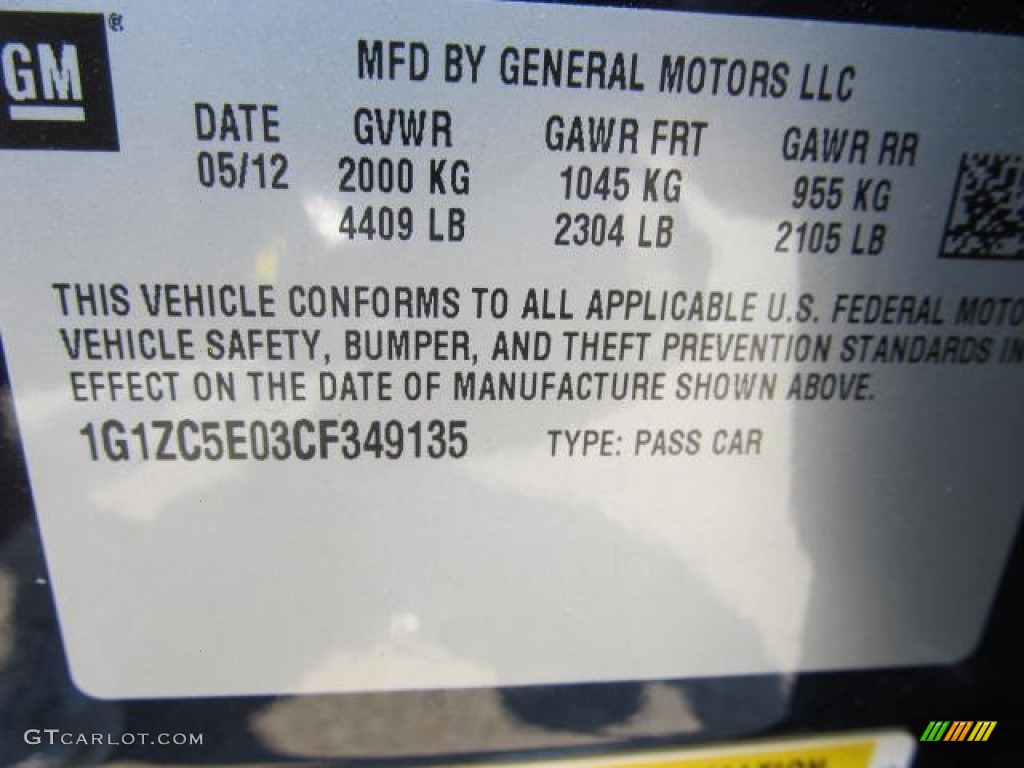 GM®
MFD BY GENERAL MOTORS LLC
DATE GVWR GAWR FRT GAWR RR
05/12 2000 KG 1045 KG 955 KG
4409 LB 2304 LB 2105 LB
THIS VEHICLE CONFORMS TO ALL APPLICABLE U.S. FEDERAL MOTO
VEHICLE SAFETY, BUMPER, AND THEFT PREVENTION STANDARDS IN
EFFECT ON THE DATE OF MANUFACTURE SHOWN ABOVE.
1G1ZC5E03CF349135 TYPE: PASS CAR
GTCARLOT.COM